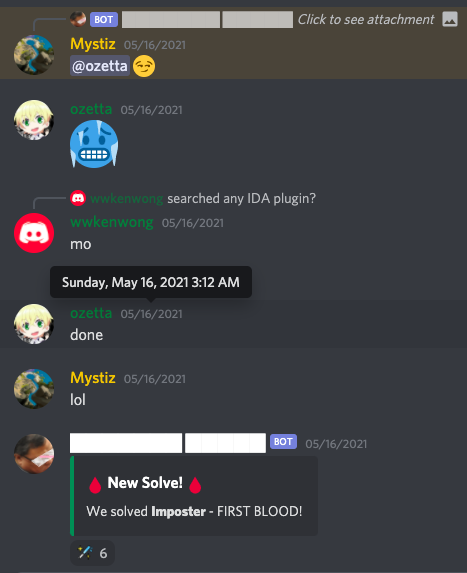 BOT Click to see attachment
Mystiz 05/16/2021
@ozetta
ozetta 05/16/2021
wwkenwong searched any IDA plugin?
wwkenwong 05/16/2021
mo
Sunday, May 16, 2021 3:12 AM
ozetta 05/16/2021
done
Mystiz 05/16/2021
lol
BOT 05/16/2021
New Solve!
We solved Imposter - FIRST BLOOD!
6